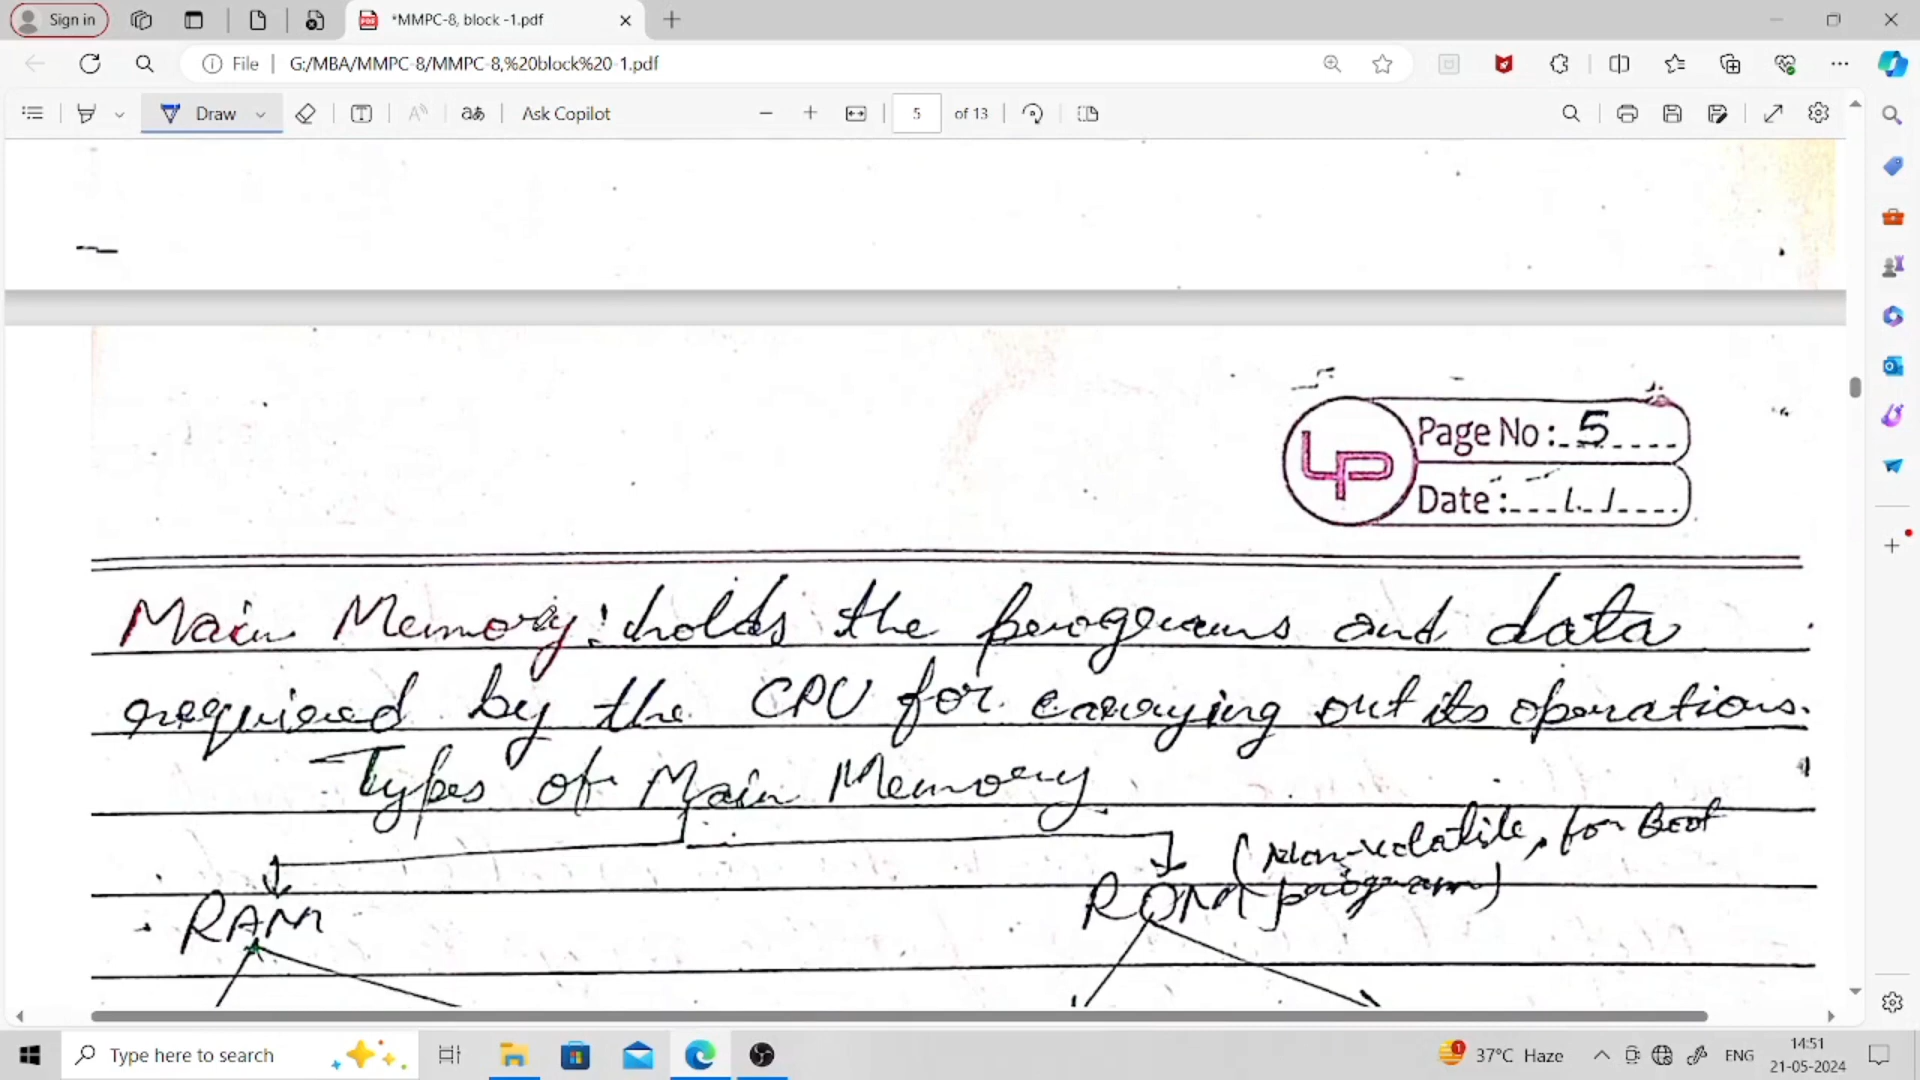 Sign in
*MMPC-8, block -1.pdf
File
G:/MBA/MMPC-8/MMPC-8,%20block%20-1.pdf
Draw
aあ
Ask Copilot
5 of 13
LP
Page No : 5
Date :
Main Memory: holds the programs and data
required by the CPU for carrying out its operations.
Types of Main Memory
RAM
ROM (Non-volatile, for Boot
program)
Type here to search
37°C Haze
ENG
14:51
21-05-2024